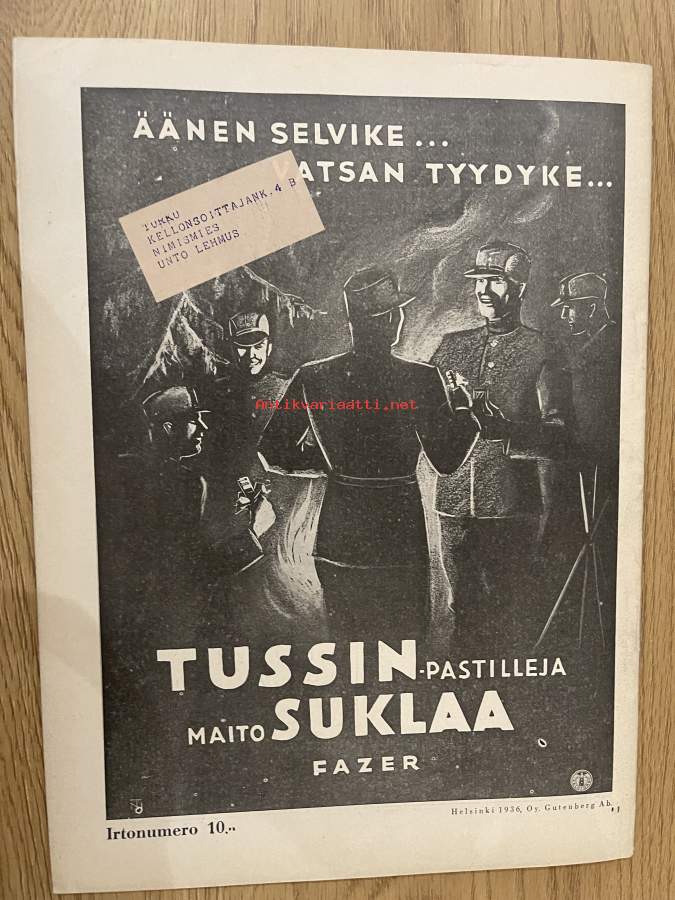 ÄÄNEN SELVIKE...
ATSAN TYYDYKE...
TURKU
KELLONSOITTAJANK.4 B
NIMISMIES
UNTO LEHMUS
Antikvariaatti.net
TUSSIN-PASTILLEJA
MAITO SUKLAA
FAZER
Helsinki 1936, Oy. Gutenberg Ab.
Irtonumero 10:-